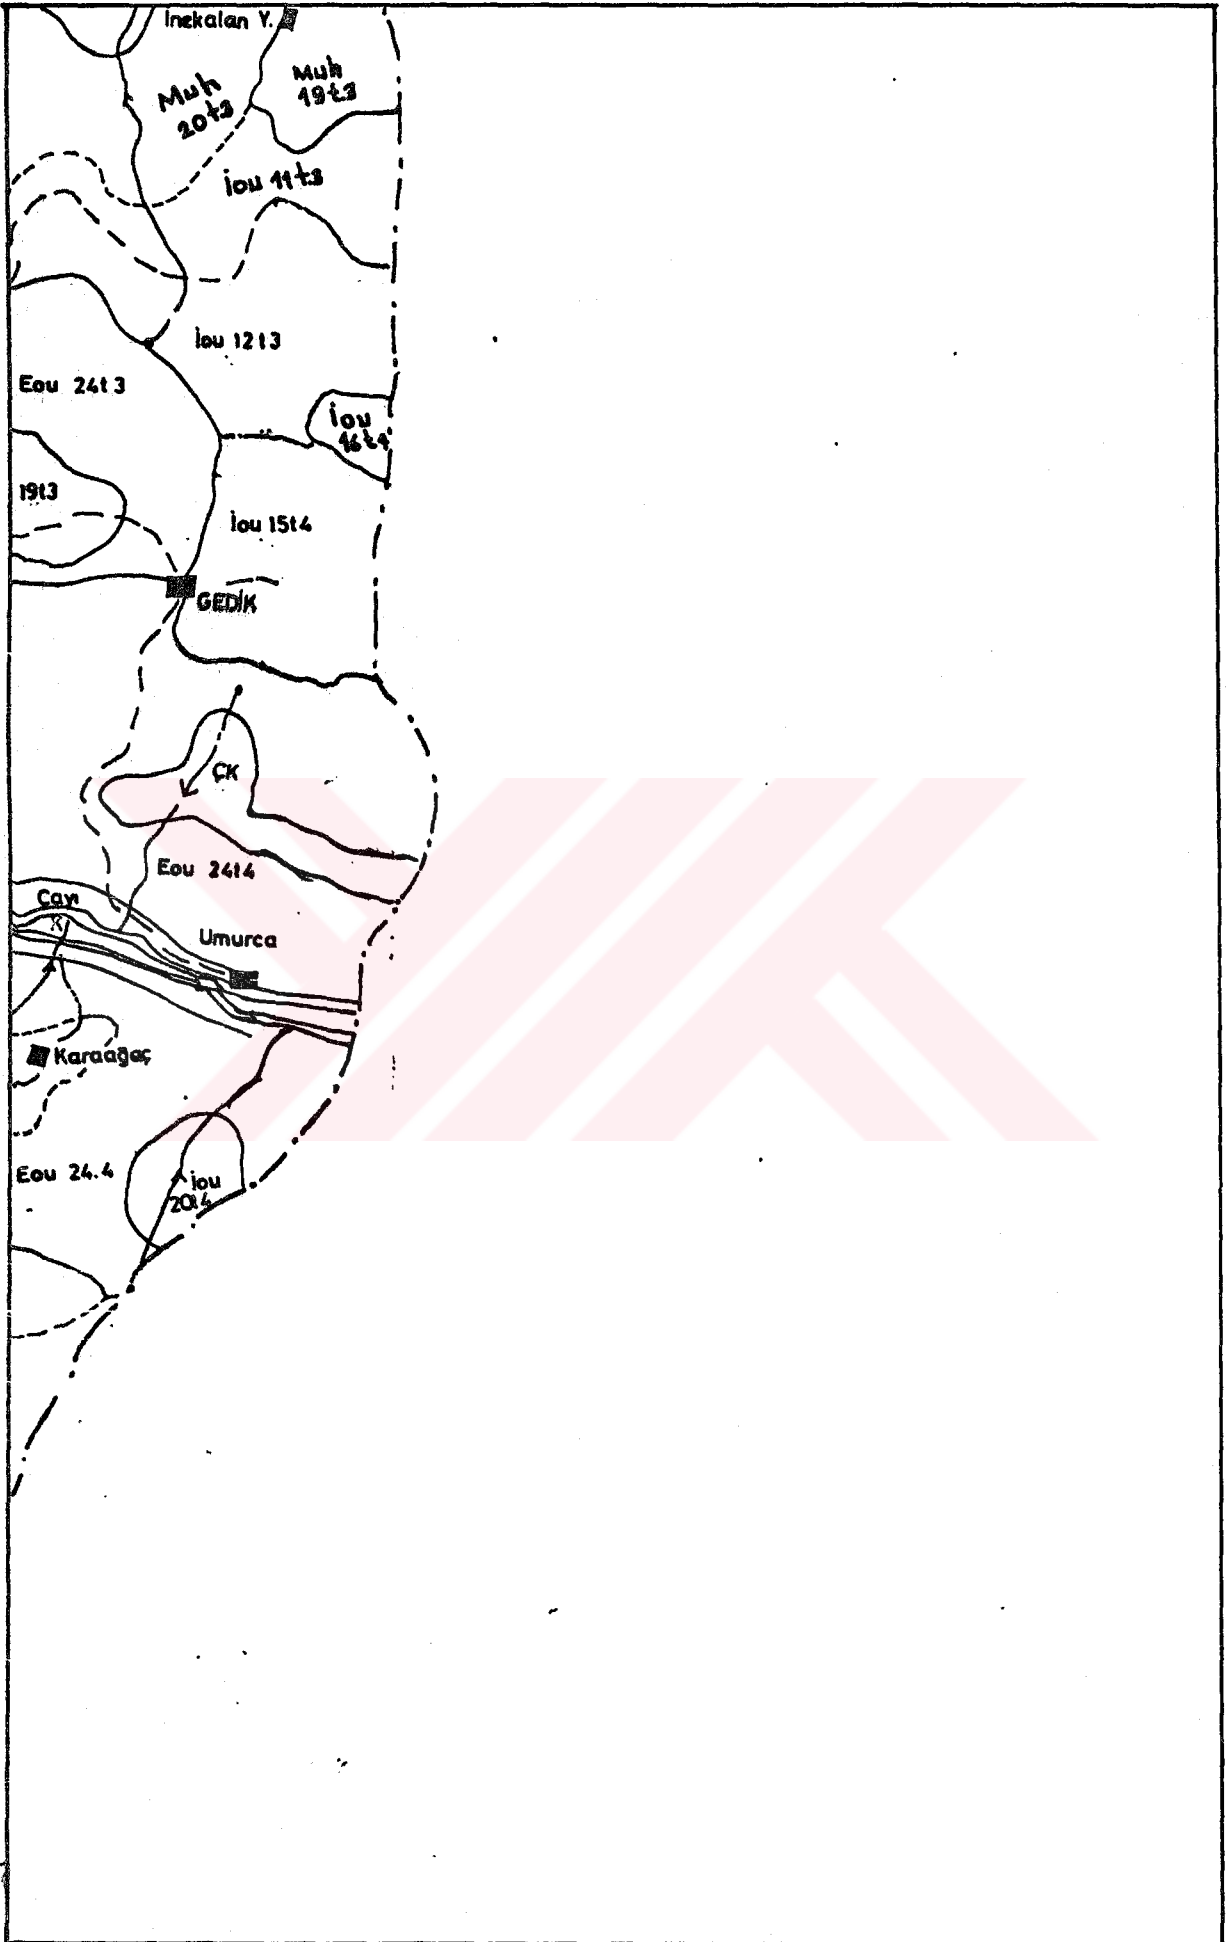 İnekalan Y.
Muh
19t3
Muh
20t3
İou 11t3
İou 12t3
Eou 24t3
İou
16t4
19t3
İou 15t4
GEDİK
ÇK
Eou 24t4
Çayı
Umurca
Karaağaç
Eou 24.4
İou
20t4